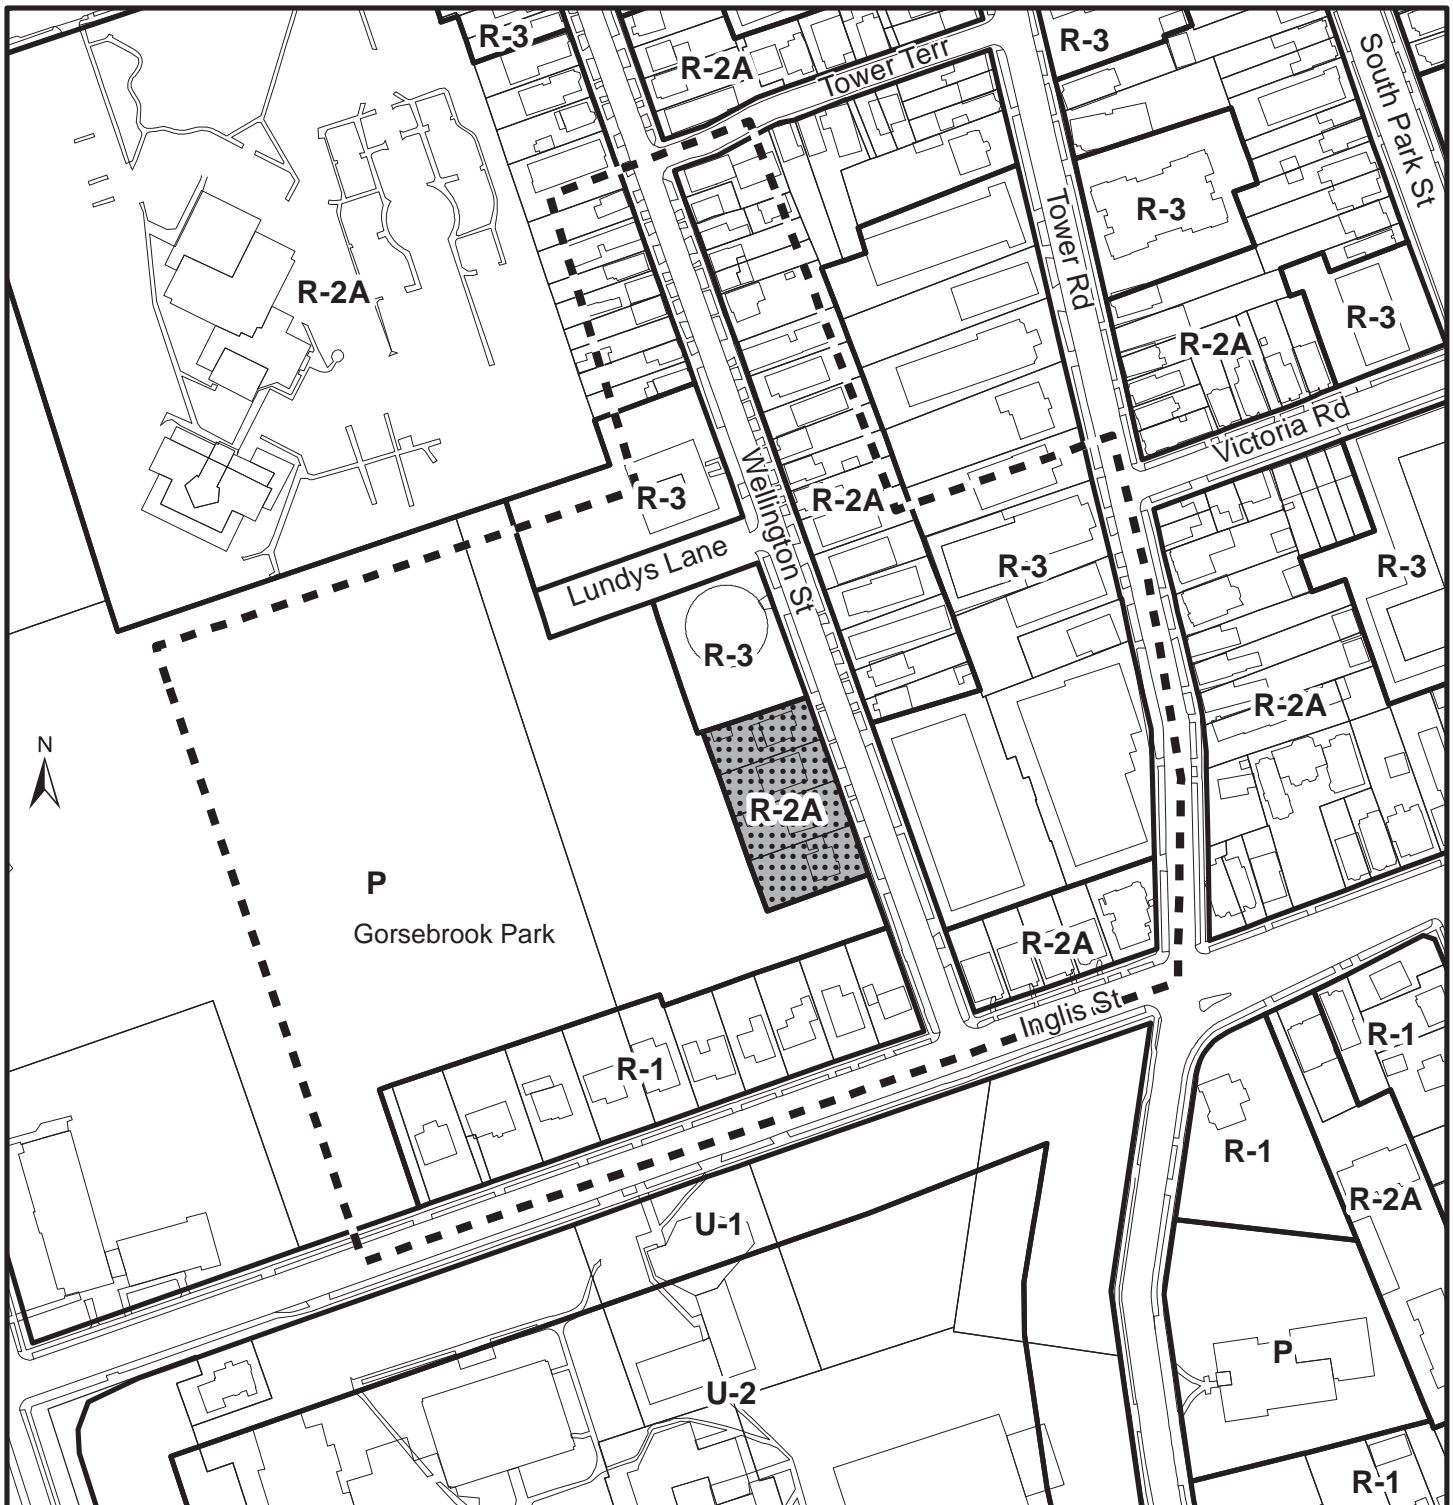 R-3
R-2A
Tower Terr
R-3
South Park St
R-3
Tower Rd
R-2A
R-3
R-2A
Victoria Rd
R-3
R-2A
Wellington St
Lundys Lane
R-3
R-3
R-3
R-2A
N
R-2A
P
Gorsebrook Park
R-2A
Inglis St
R-1
R-1
R-1
R-2A
U-1
P
U-2
R-1